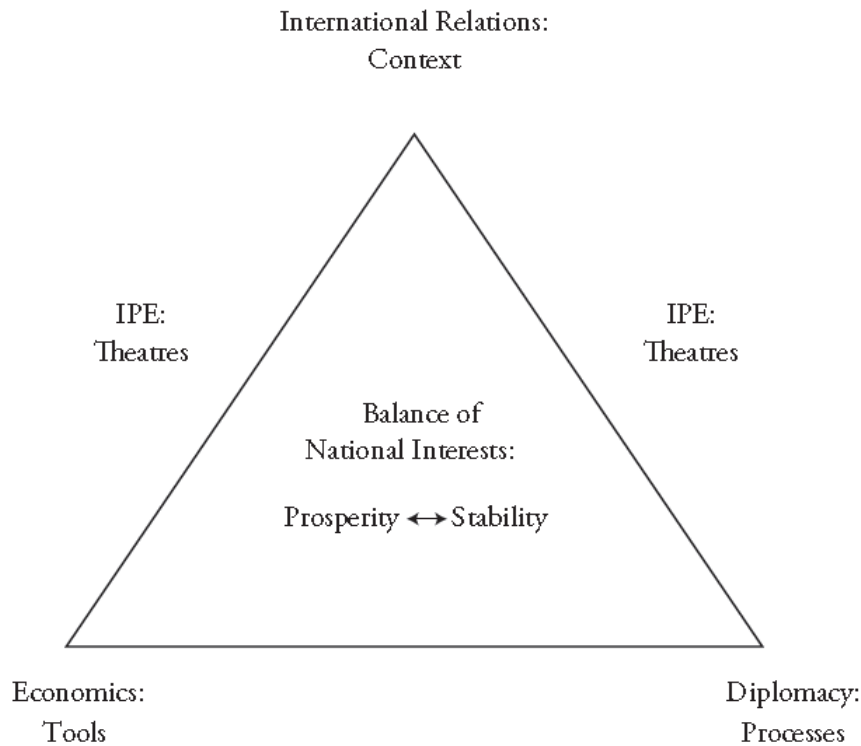 International Relations:
Context
IPE:
Theatres
IPE:
Theatres
Balance of
National Interests:
Prosperity ↔ Stability
Economics:
Tools
Diplomacy:
Processes